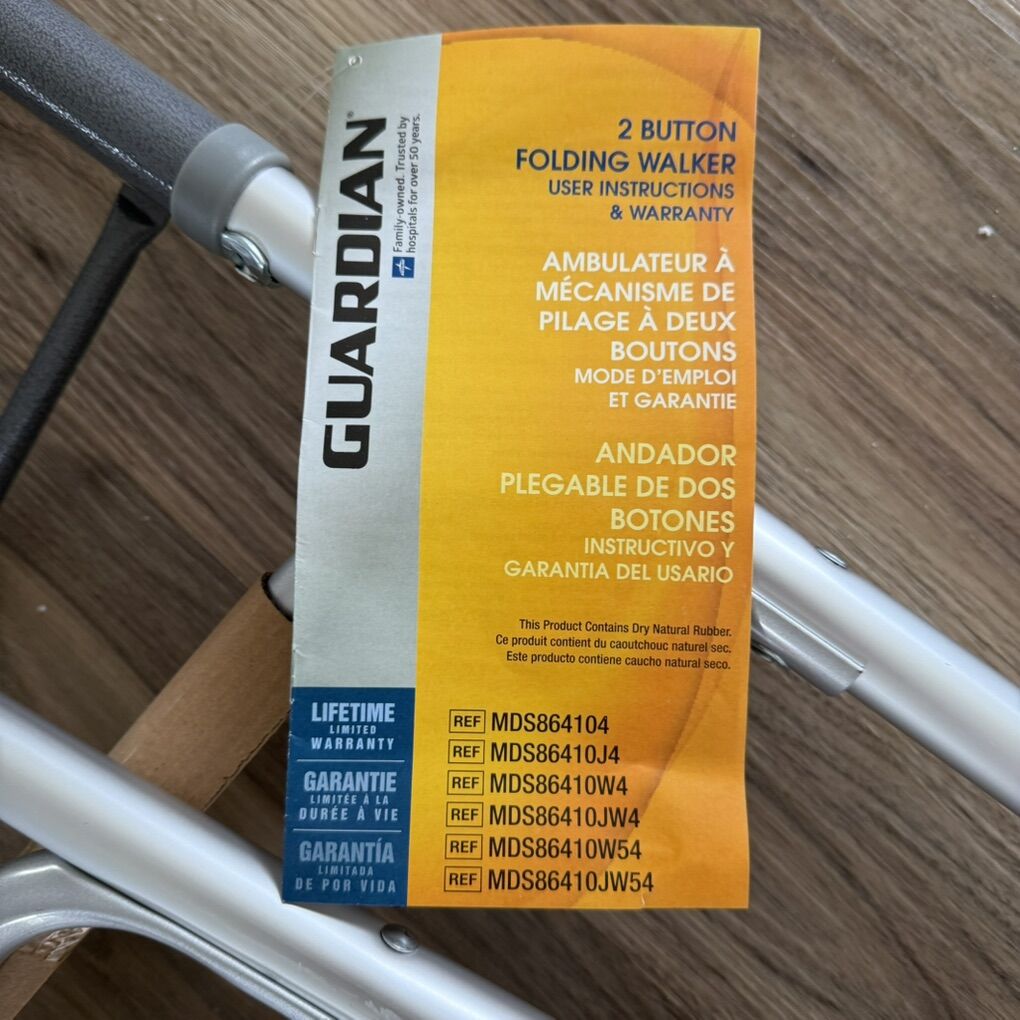 GUARDIAN®
Family-owned. Trusted by
hospitals for over 50 years.
2 BUTTON
FOLDING WALKER
USER INSTRUCTIONS
& WARRANTY
AMBULATEUR À
MÉCANISME DE
PILAGE À DEUX
BOUTONS
MODE D'EMPLOI
ET GARANTIE
ANDADOR
PLEGABLE DE DOS
BOTONES
INSTRUCTIVO Y
GARANTIA DEL USARIO
This Product Contains Dry Natural Rubber.
Ce produit contient du caoutchouc naturel sec.
Este producto contiene caucho natural seco.
LIFETIME
LIMITED
WARRANTY
GARANTIE
LIMITÉE À LA
DURÉE À VIE
GARANTÍA
LIMITADA
DE POR VIDA
REF MDS864104
REF MDS86410J4
REF MDS86410W4
REF MDS86410JW4
REF MDS86410W54
REF MDS86410JW54